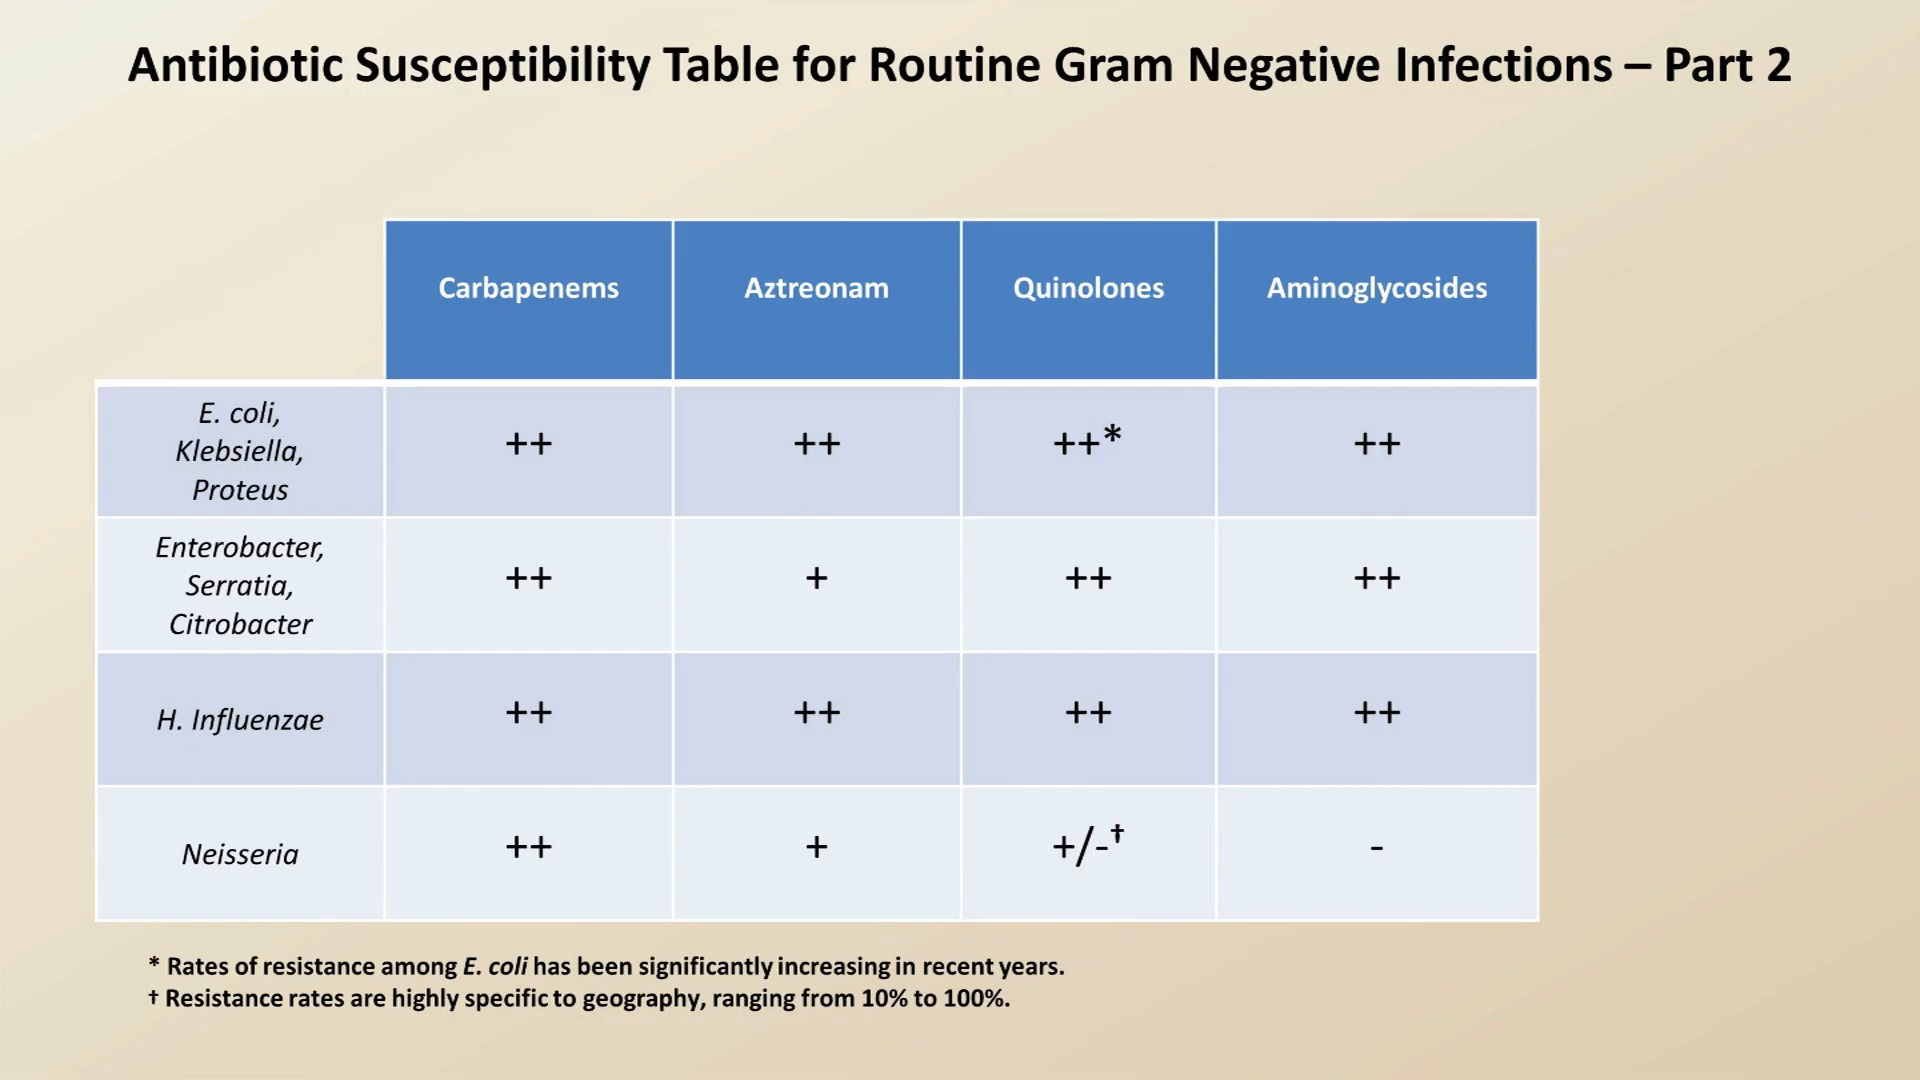 Antibiotic Susceptibility Table for Routine Gram Negative Infections – Part 2
Carbapenems Aztreonam Quinolones Aminoglycosides
E. coli,
Klebsiella,
Proteus
++ ++ ++* ++
Enterobacter,
Serratia,
Citrobacter
++ + ++ ++
H. Influenzae ++ ++ ++ ++
Neisseria ++ + +/-† -
* Rates of resistance among E. coli has been significantly increasing in recent years.
† Resistance rates are highly specific to geography, ranging from 10% to 100%.